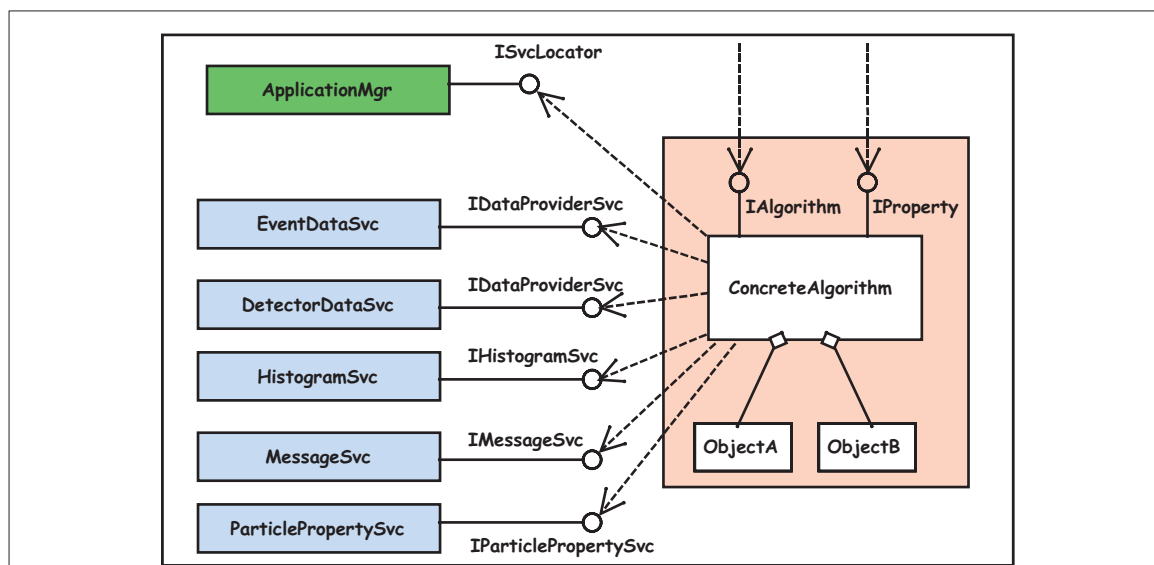 ISvcLocator
ApplicationMgr
IAlgorithm
IProperty
IDataProviderSvc
EventDataSvc
ConcreteAlgorithm
IDataProviderSvc
DetectorDataSvc
IHistogramSvc
HistogramSvc
IMessageSvc
ObjectA
ObjectB
MessageSvc
ParticlePropertySvc
IParticlePropertySvc